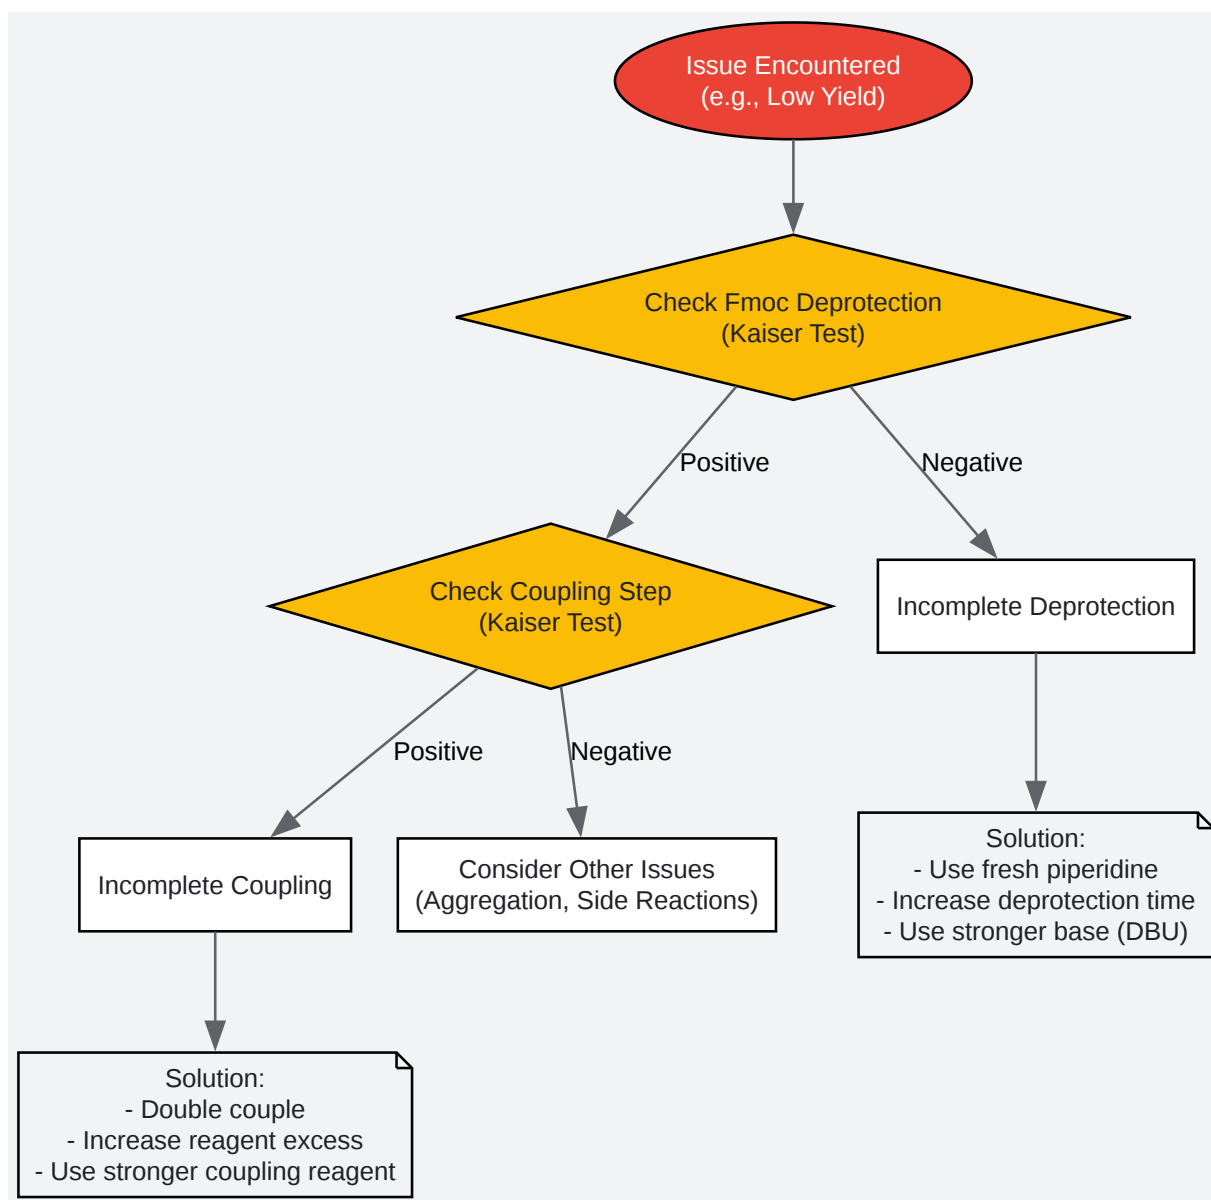 Issue Encountered
(e.g., Low Yield)
Check Fmoc Deprotection
(Kaiser Test)
Positive
Negative
Check Coupling Step
(Kaiser Test)
Incomplete Deprotection
Positive
Negative
Incomplete Coupling
Consider Other Issues
(Aggregation, Side Reactions)
Solution:
- Use fresh piperidine
- Increase deprotection time
- Use stronger base (DBU)
Solution:
- Double couple
- Increase reagent excess
- Use stronger coupling reagent